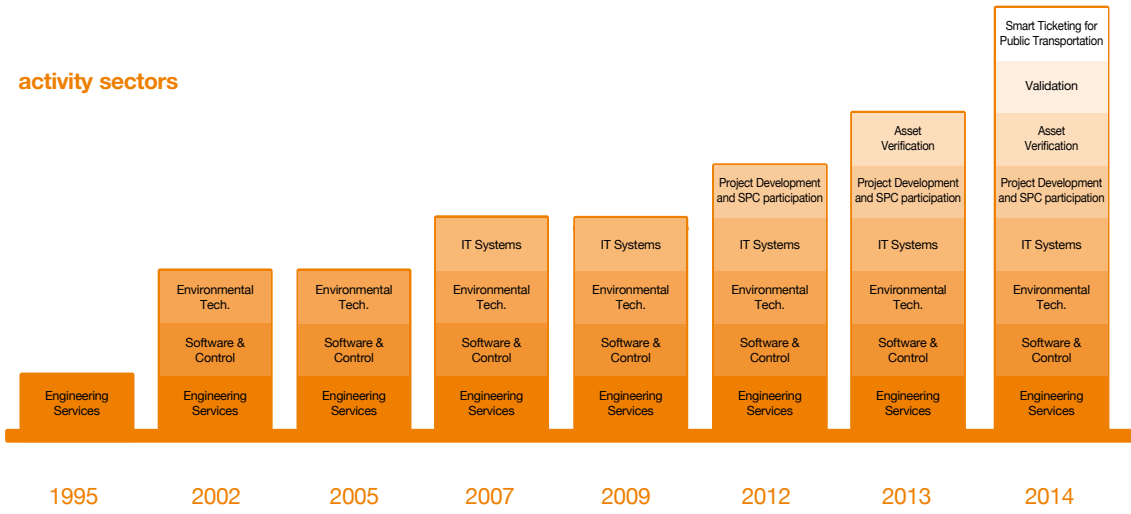 activity sectors
Engineering
Services
Environmental
Tech.
Software &
Control
Engineering
Services
Environmental
Tech.
Software &
Control
Engineering
Services
IT Systems
Environmental
Tech.
Software &
Control
Engineering
Services
IT Systems
Environmental
Tech.
Software &
Control
Engineering
Services
Project Development
and SPC participation
IT Systems
Environmental
Tech.
Software &
Control
Engineering
Services
Asset
Verification
Project Development
and SPC participation
IT Systems
Environmental
Tech.
Software &
Control
Engineering
Services
Smart Ticketing for
Public Transportation
Validation
Asset
Verification
Project Development
and SPC participation
IT Systems
Environmental
Tech.
Software &
Control
Engineering
Services
1995 2002 2005 2007 2009 2012 2013 2014